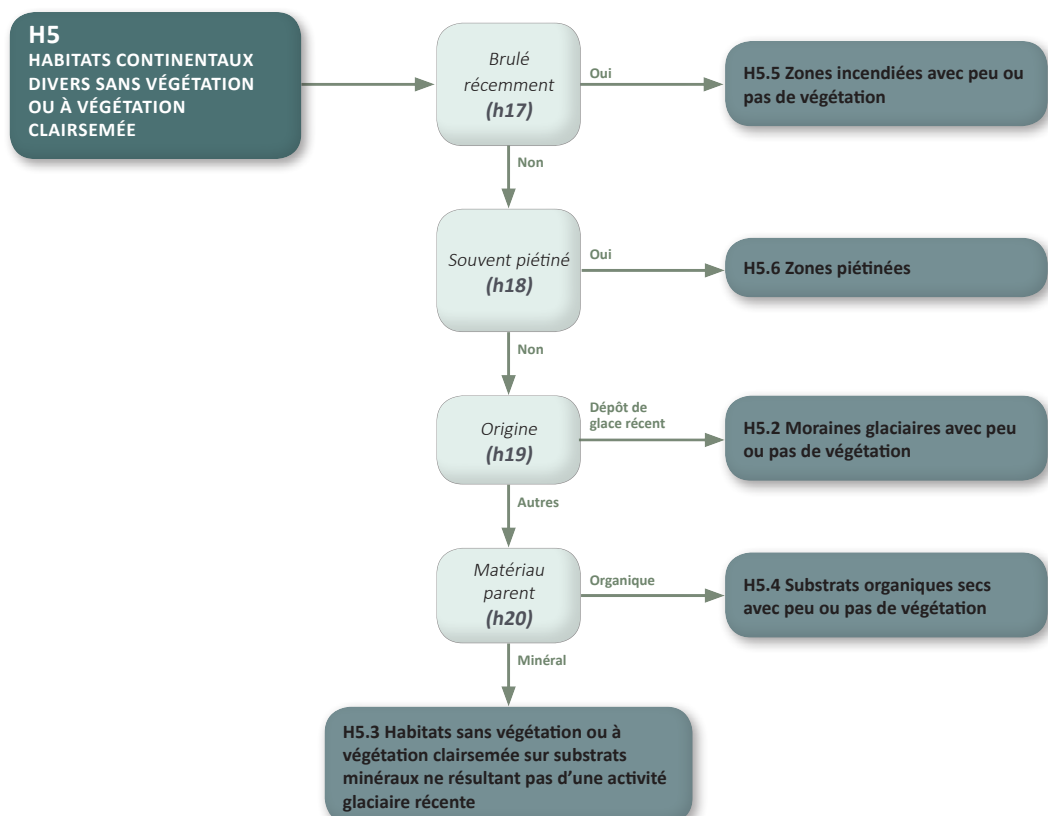 H5
HABITATS CONTINENTAUX
DIVERS SANS VÉGÉTATION
OU À VÉGÉTATION
CLAIRSEMÉE
Brulé
récemment
(h17)
Oui
H5.5 Zones incendiées avec peu ou
pas de végétation
Non
Souvent piétiné
(h18)
Oui
H5.6 Zones piétinées
Non
Origine
(h19)
Dépôt de
glace récent
H5.2 Moraines glaciaires avec peu
ou pas de végétation
Autres
Matériau
parent
(h20)
Organique
H5.4 Substrats organiques secs
avec peu ou pas de végétation
Minéral
H5.3 Habitats sans végétation ou à
végétation clairsemée sur substrats
minéraux ne résultant pas d'une activité
glaciaire récente